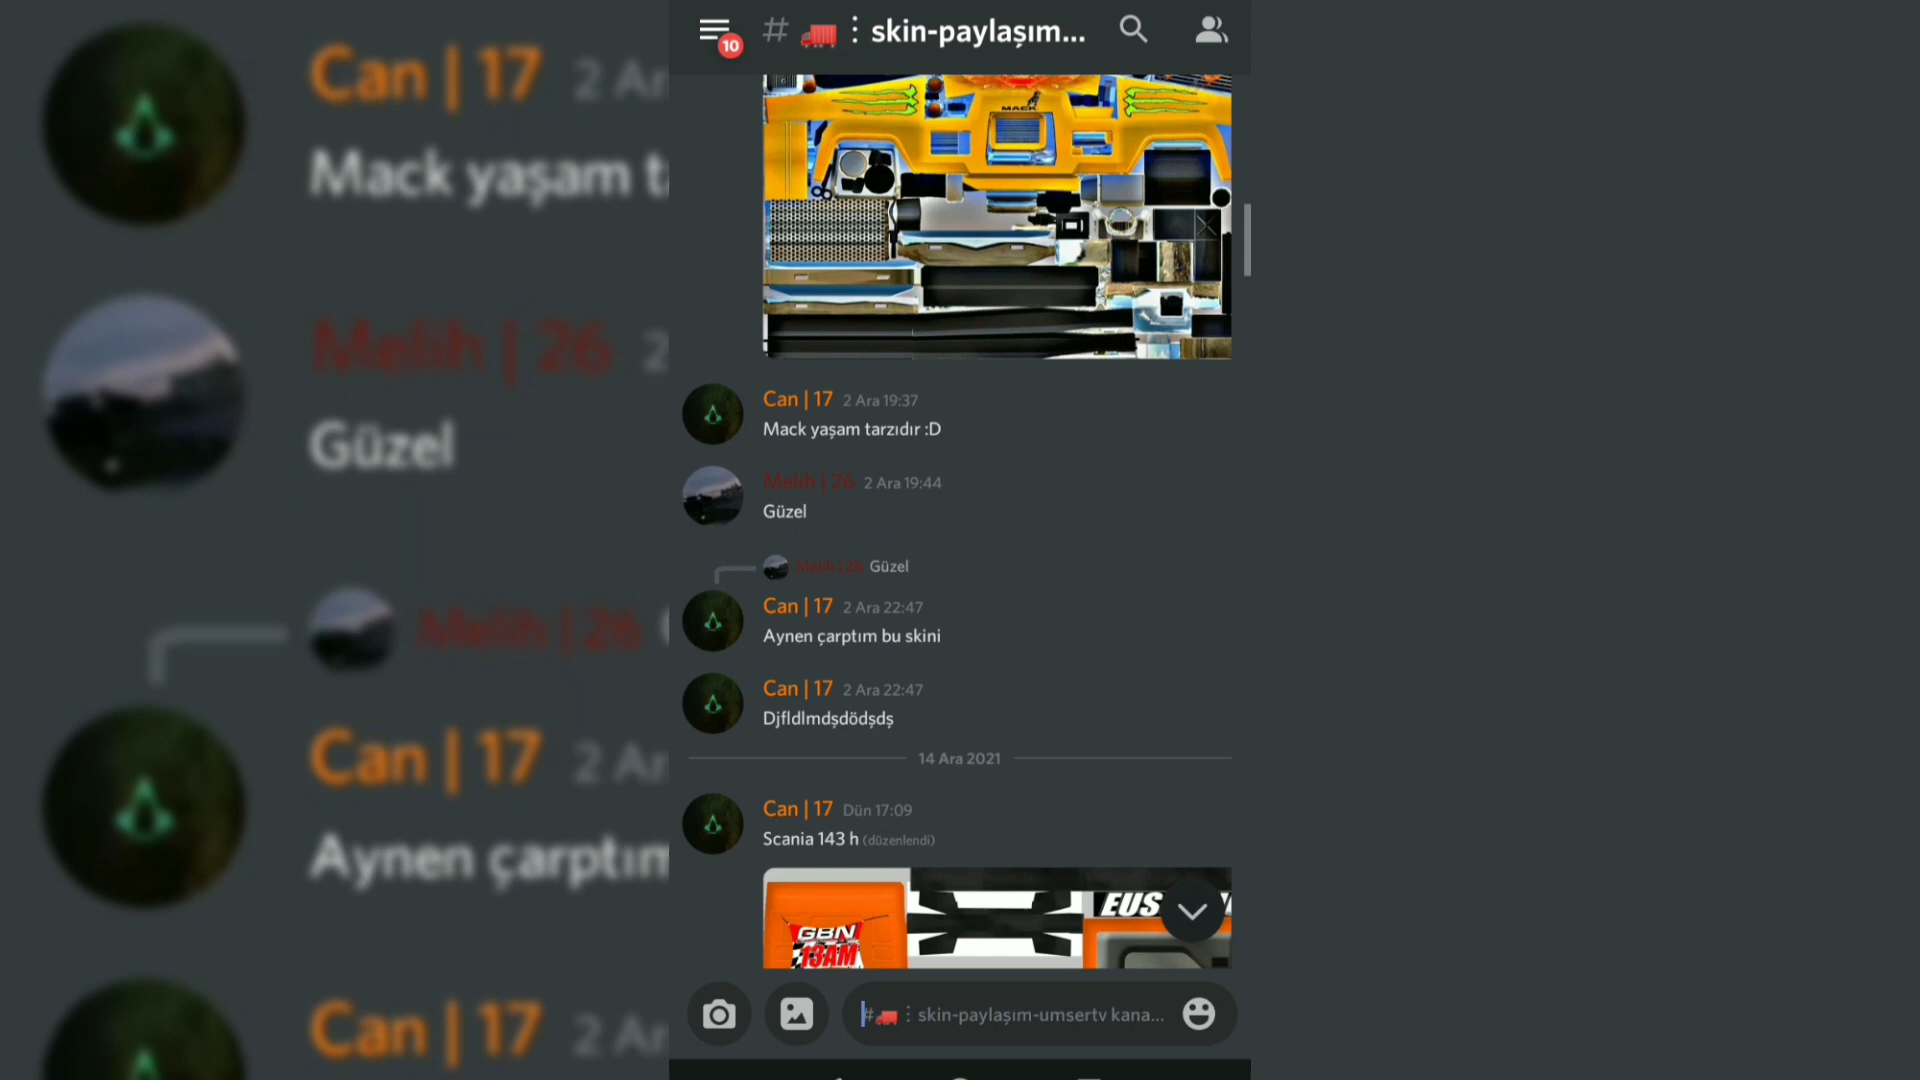 10
# : skin-paylaşım...
MACK
Can | 17 2 Ara 19:37
Mack yaşam tarzıdır :D
Melih | 26 2 Ara 19:44
Güzel
Melih | 26 Güzel
Can | 17 2 Ara 22:47
Aynen çarptım bu skini
Can | 17 2 Ara 22:47
Djfldlmdşdödşdş
14 Ara 2021
Can | 17 Dün 17:09
Scania 143 h (düzenlendi)
GBN
13AM
EUS
# : skin-paylaşım-umsertv kana...
Can | 17 2 Ar
Mack yaşam t
Melih | 26 2
Güzel
Melih | 26
Can | 17 2 Ar
Aynen çarptım
Can | 17 2 Ar